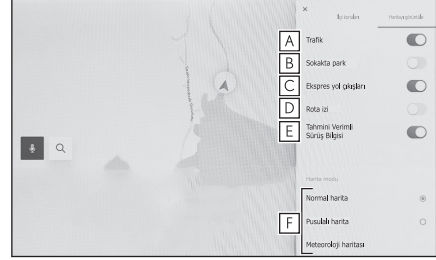 ×
İlgi alanları
Harita görünümü
A Trafik
B Sokakta park
C Ekspres yol çıkışları
D Rota izi
E Tahmini Verimli
Sürüş Bilgisi
Harita modu
Normal harita
F Pusulalı harita
Meteoroloji haritası